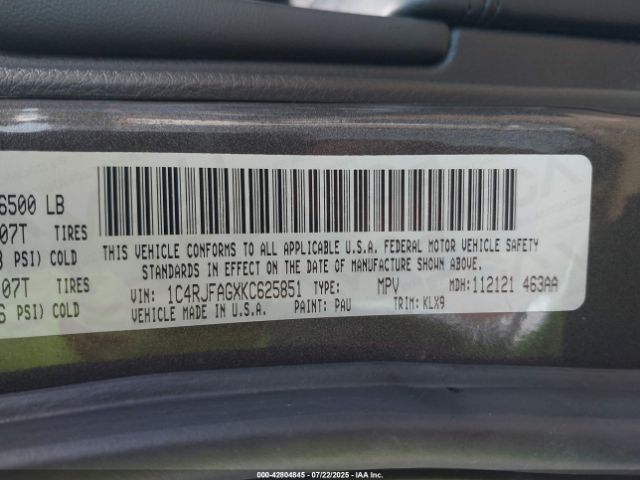 6500 LB
07T TIRES
PSI) COLD
07T TIRES
PSI) COLD
THIS VEHICLE CONFORMS TO ALL APPLICABLE U.S.A. FEDERAL MOTOR VEHICLE SAFETY
STANDARDS IN EFFECT ON THE DATE OF MANUFACTURE SHOWN ABOVE.
VIN: 1C4RJFAGXKC625851 TYPE: MPV MDH: 112121 463AA
VEHICLE MADE IN U.S.A. PAINT: PAU TRIM: KLX9
000-42804845 07/22/2025 IAA Inc.